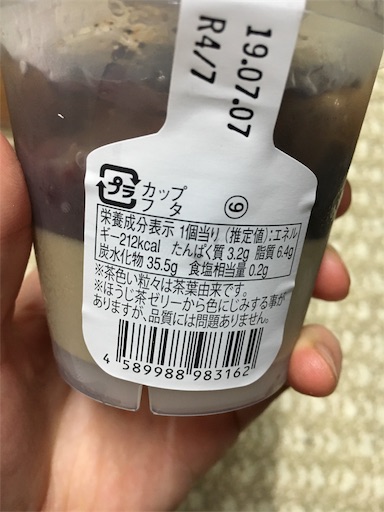 19.07.07
R4/7
プラ
カップ
フタ
⑨
栄養成分表示 1個当り (推定値):エネル
ギー212kcal たんぱく質 3.2g 脂質 6.4g
炭水化物 35.5g 食塩相当量 0.2g
※茶色い粒々は茶葉由来です。
※ほうじ茶ゼリーから色にじみする事が
ありますが、品質には問題ありません。
4 589988 983162